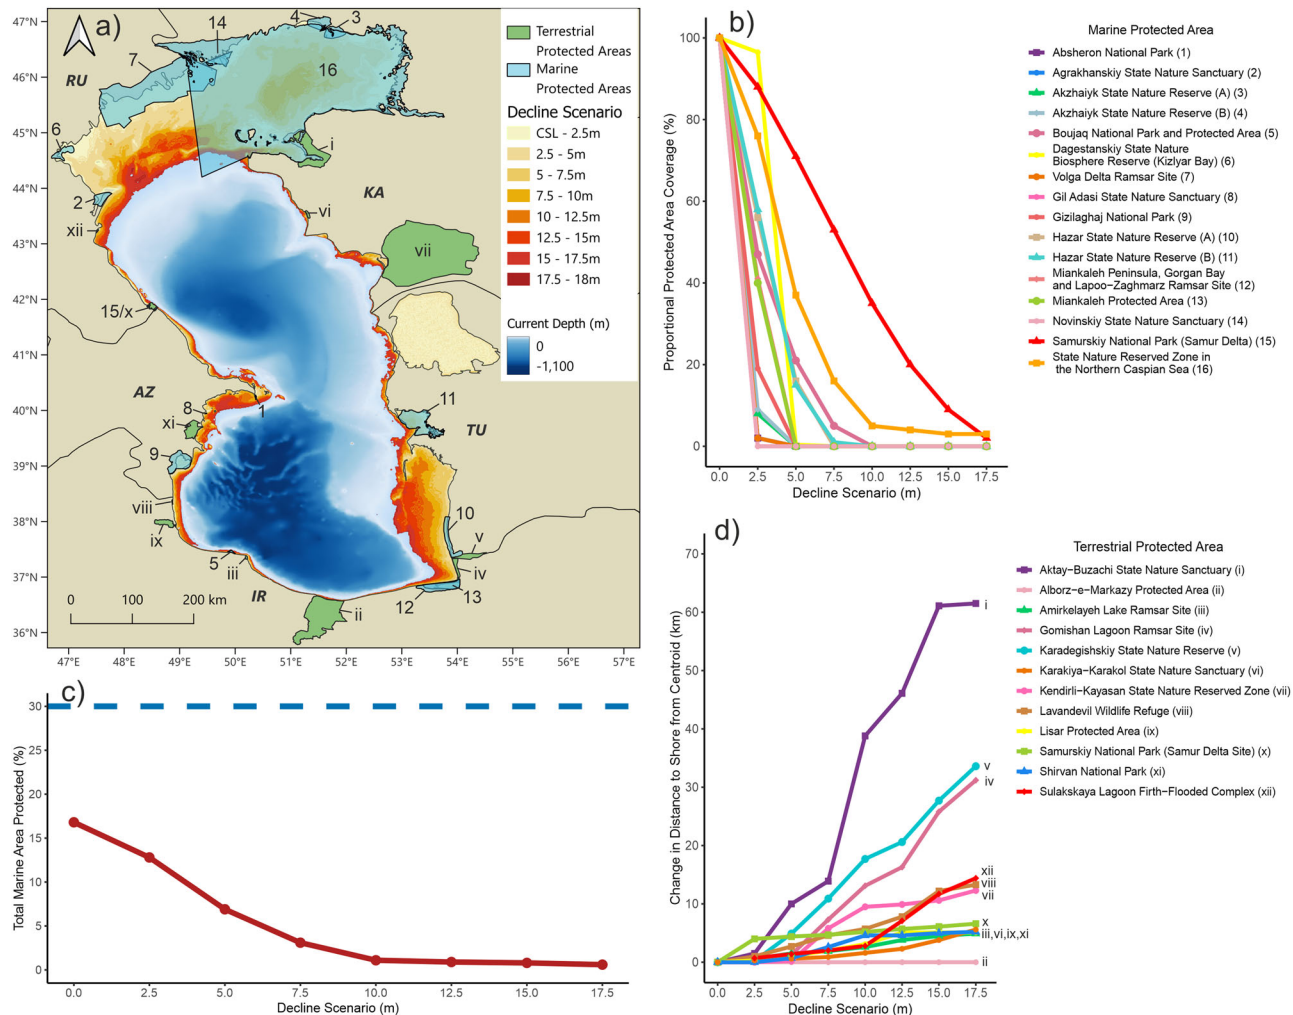 a)
47°N
46°N
45°N
44°N
43°N
42°N
41°N
40°N
39°N
38°N
37°N
36°N
47°E
48°E
49°E
50°E
51°E
52°E
53°E
54°E
55°E
56°E
57°E
RU
KA
AZ
TU
IR
14
4
3
7
16
6
i
2
vi
xii
vii
15/x
8
1
11
xi
9
viii
10
ix
v
5
iii
iv
12
13
ii
0 100 200 km
Terrestrial
Protected Areas
Marine
Protected Areas
Decline Scenario
CSL - 2.5m
2.5 - 5m
5 - 7.5m
7.5 - 10m
10 - 12.5m
12.5 - 15m
15 - 17.5m
17.5 - 18m
Current Depth (m)
0
-1,100
b)
Proportional Protected Area Coverage (%)
100
80
60
40
20
0
0.0 2.5 5.0 7.5 10.0 12.5 15.0 17.5
Decline Scenario (m)
Marine Protected Area
Absheron National Park (1)
Agrakhanskiy State Nature Sanctuary (2)
Akzhaiyk State Nature Reserve (A) (3)
Akzhaiyk State Nature Reserve (B) (4)
Boujaq National Park and Protected Area (5)
Dagestanskiy State Nature
Biosphere Reserve (Kizlyar Bay) (6)
Volga Delta Ramsar Site (7)
Gil Adasi State Nature Sanctuary (8)
Gizilaghaj National Park (9)
Hazar State Nature Reserve (A) (10)
Hazar State Nature Reserve (B) (11)
Miankaleh Peninsula, Gorgan Bay
and Lapoo−Zaghmarz Ramsar Site (12)
Miankaleh Protected Area (13)
Novinskiy State Nature Sanctuary (14)
Samurskiy National Park (Samur Delta) (15)
State Nature Reserved Zone in
the Northern Caspian Sea (16)
c)
Total Marine Area Protected (%)
30
25
20
15
10
5
0
0.0 2.5 5.0 7.5 10.0 12.5 15.0 17.5
Decline Scenario (m)
d)
Change in Distance to Shore from Centroid (km)
70
60
50
40
30
20
10
0
0.0 2.5 5.0 7.5 10.0 12.5 15.0 17.5
Decline Scenario (m)
i
v
iv
xii
viii
vii
x
iii,vi,ix,xi
ii
Terrestrial Protected Area
Aktay−Buzachi State Nature Sanctuary (i)
Alborz−e−Markazy Protected Area (ii)
Amirkelayeh Lake Ramsar Site (iii)
Gomishan Lagoon Ramsar Site (iv)
Karadegishskiy State Nature Reserve (v)
Karakiya−Karakol State Nature Sanctuary (vi)
Kendirli−Kayasan State Nature Reserved Zone (vii)
Lavandevil Wildlife Refuge (viii)
Lisar Protected Area (ix)
Samurskiy National Park (Samur Delta Site) (x)
Shirvan National Park (xi)
Sulakskaya Lagoon Firth−Flooded Complex (xii)